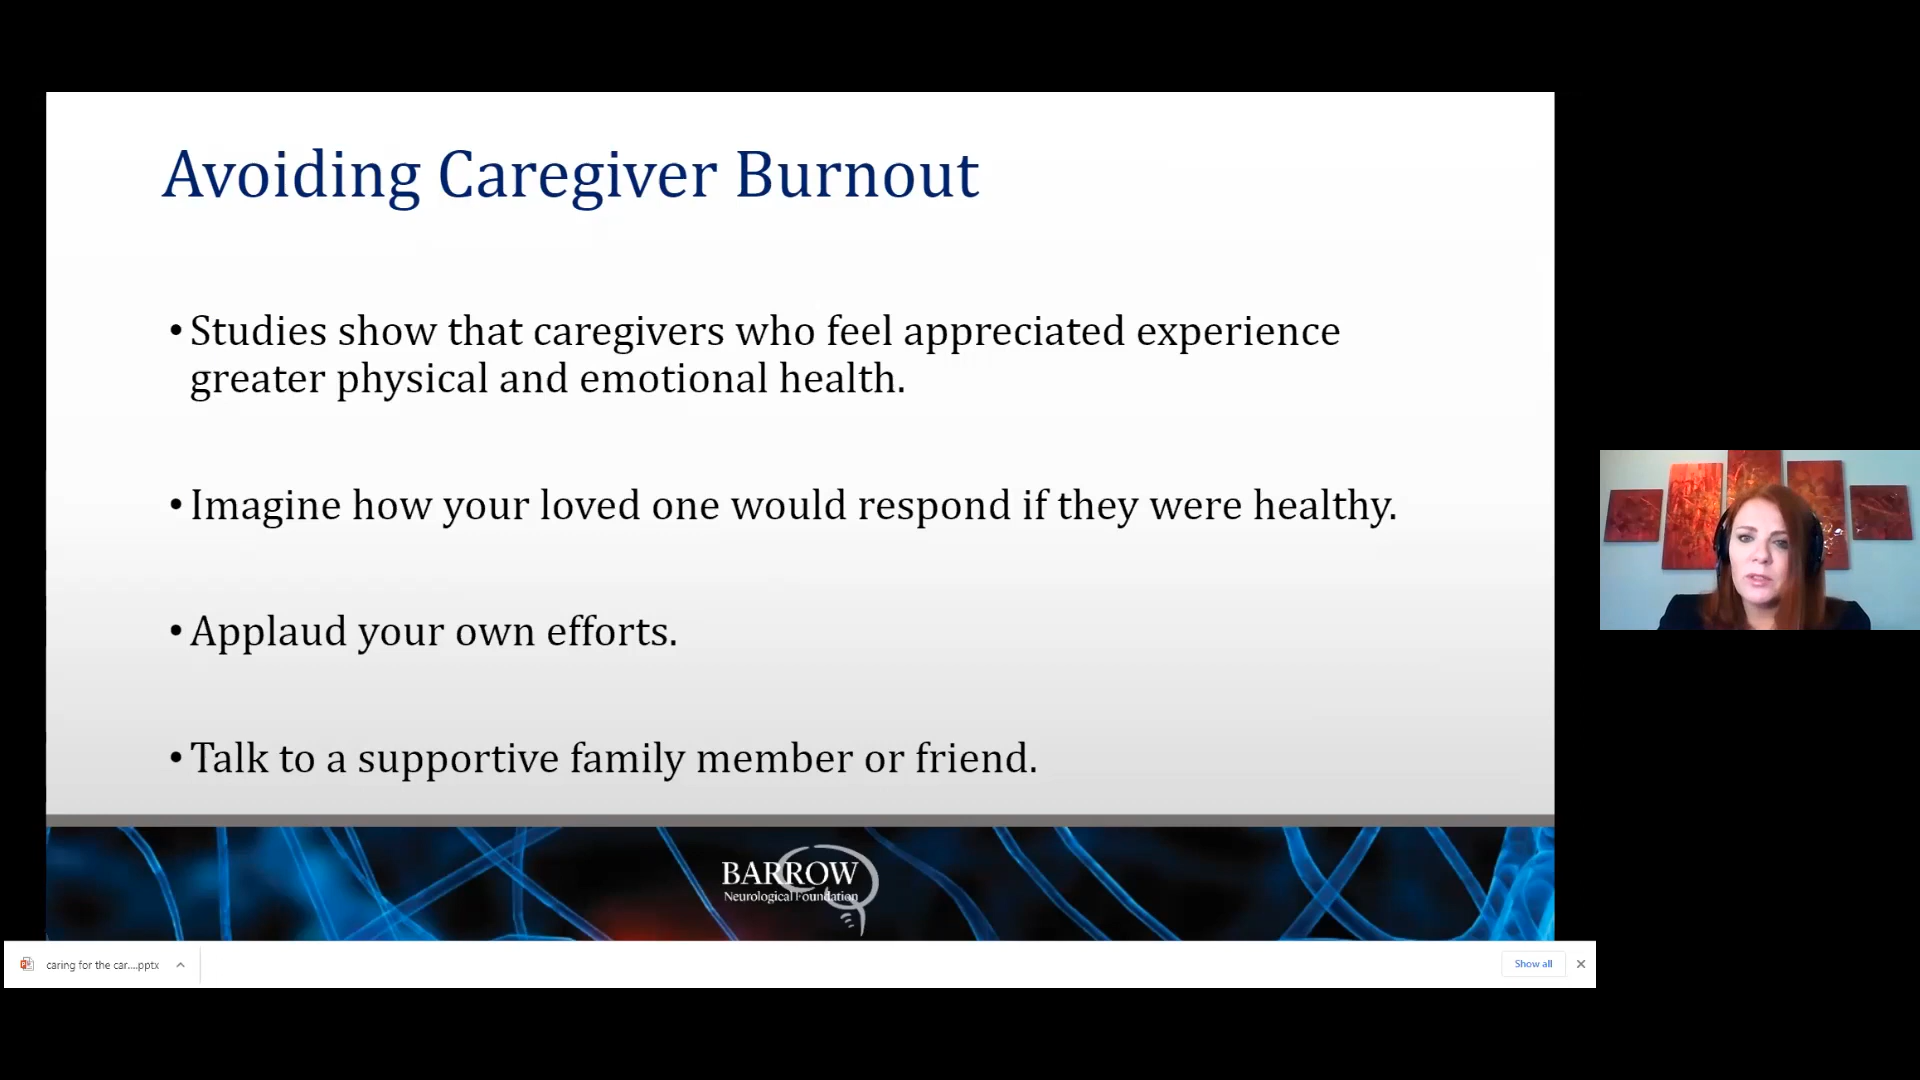 Avoiding Caregiver Burnout
• Studies show that caregivers who feel appreciated experience
greater physical and emotional health.
• Imagine how your loved one would respond if they were healthy.
• Applaud your own efforts.
• Talk to a supportive family member or friend.
BARROW
Neurological Foundation
caring for the car....pptx
Show all